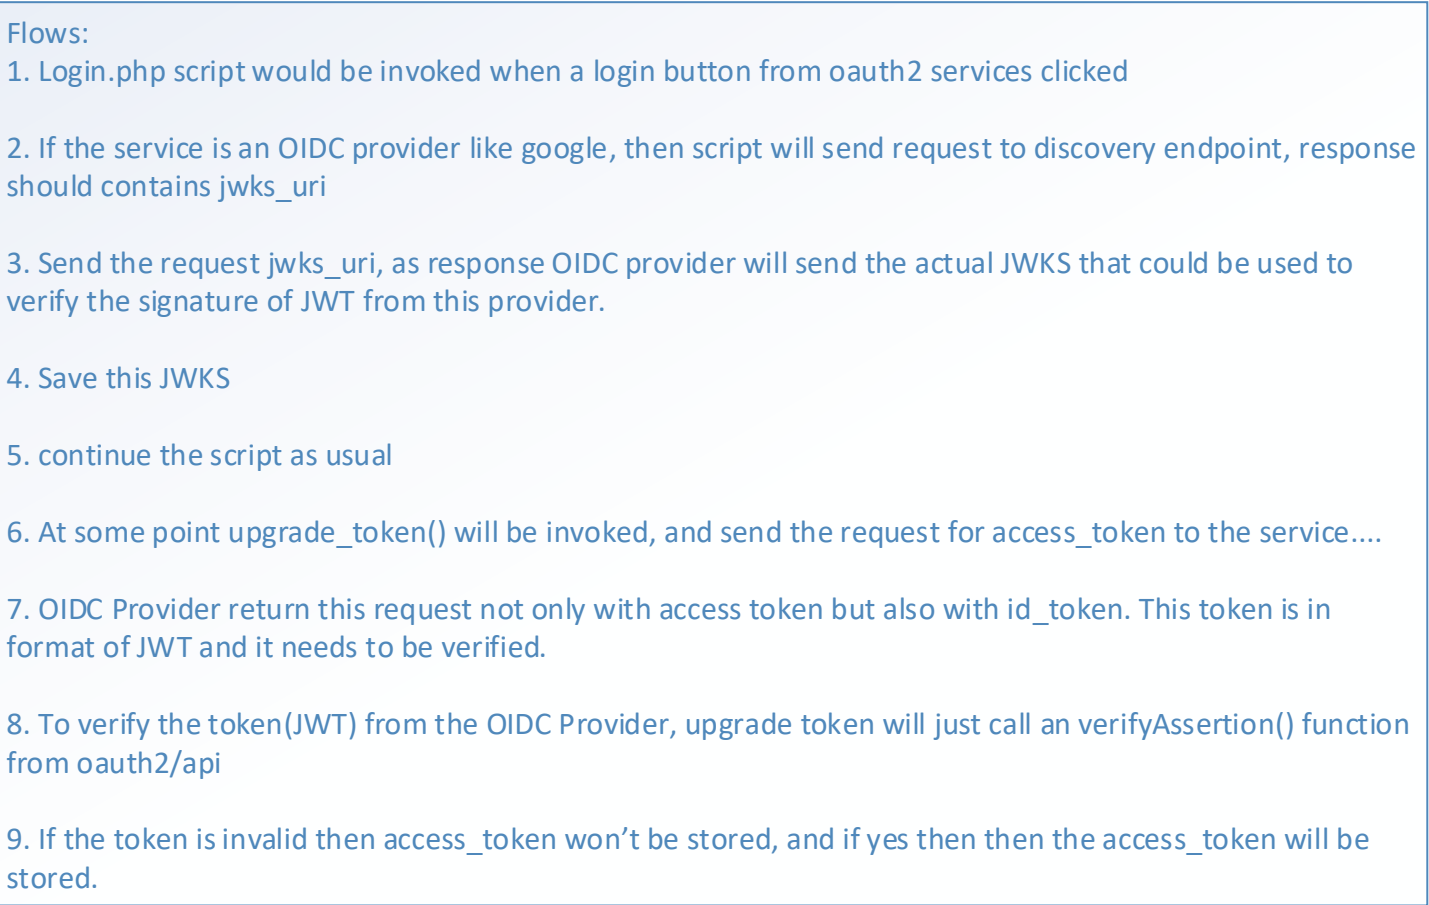 Flows:
1. Login.php script would be invoked when a login button from oauth2 services clicked
2. If the service is an OIDC provider like google, then script will send request to discovery endpoint, response
should contains jwks_uri
3. Send the request jwks_uri, as response OIDC provider will send the actual JWKS that could be used to
verify the signature of JWT from this provider.
4. Save this JWKS
5. continue the script as usual
6. At some point upgrade_token() will be invoked, and send the request for access_token to the service....
7. OIDC Provider return this request not only with access token but also with id_token. This token is in
format of JWT and it needs to be verified.
8. To verify the token(JWT) from the OIDC Provider, upgrade token will just call an verifyAssertion() function
from oauth2/api
9. If the token is invalid then access_token won’t be stored, and if yes then then the access_token will be
stored.